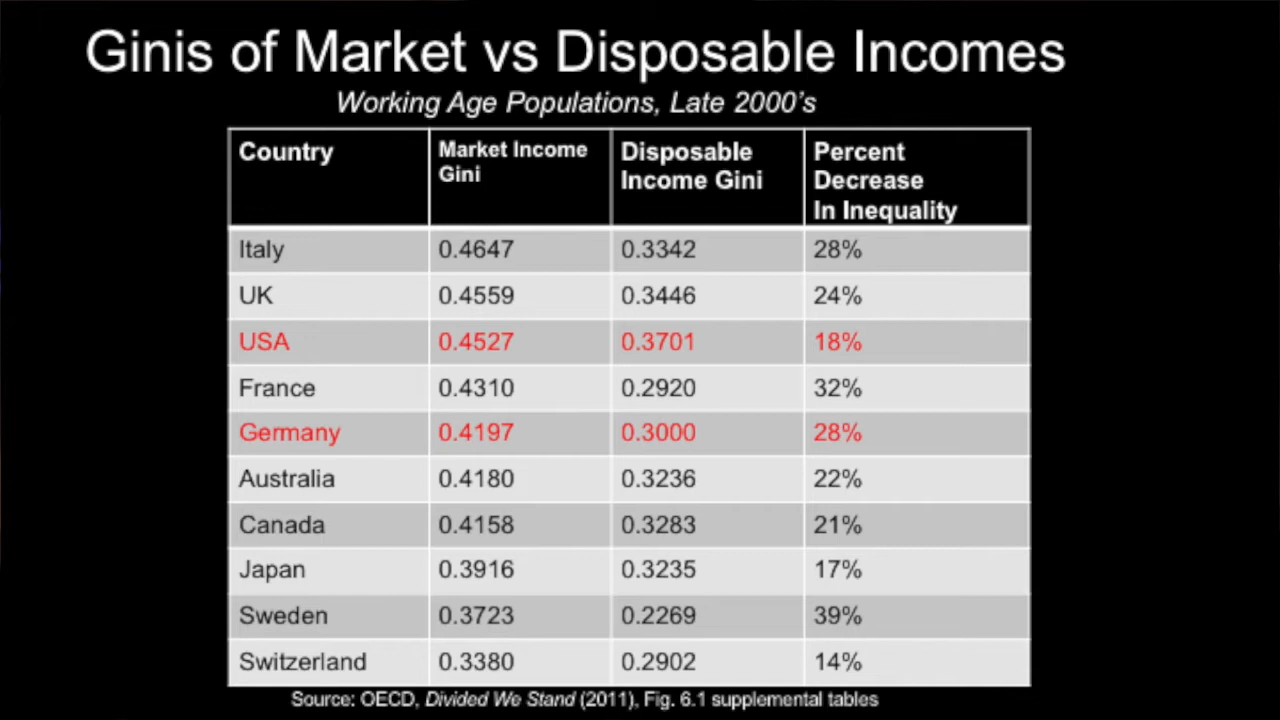 Ginis of Market vs Disposable Incomes
Working Age Populations, Late 2000's
Country
Market Income
Gini
Disposable
Income Gini
Percent
Decrease
In Inequality
Italy 0.4647 0.3342 28%
UK 0.4559 0.3446 24%
USA 0.4527 0.3701 18%
France 0.4310 0.2920 32%
Germany 0.4197 0.3000 28%
Australia 0.4180 0.3236 22%
Canada 0.4158 0.3283 21%
Japan 0.3916 0.3235 17%
Sweden 0.3723 0.2269 39%
Switzerland 0.3380 0.2902 14%
Source: OECD, Divided We Stand (2011), Fig. 6.1 supplemental tables